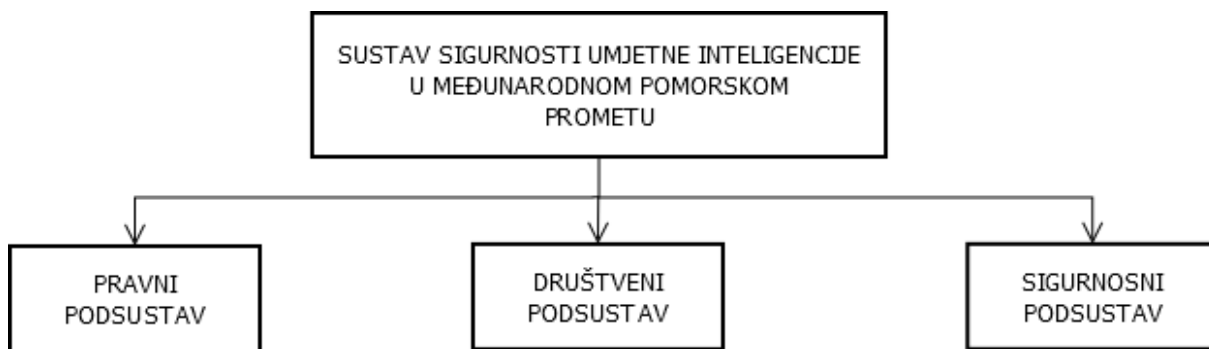 SUSTAV SIGURNOSTI UMJETNE INTELIGENCIJE
U MEĐUNARODNOM POMORSKOM
PROMETU
PRAVNI
PODSUSTAV
DRUŠTVENI
PODSUSTAV
SIGURNOSNI
PODSUSTAV